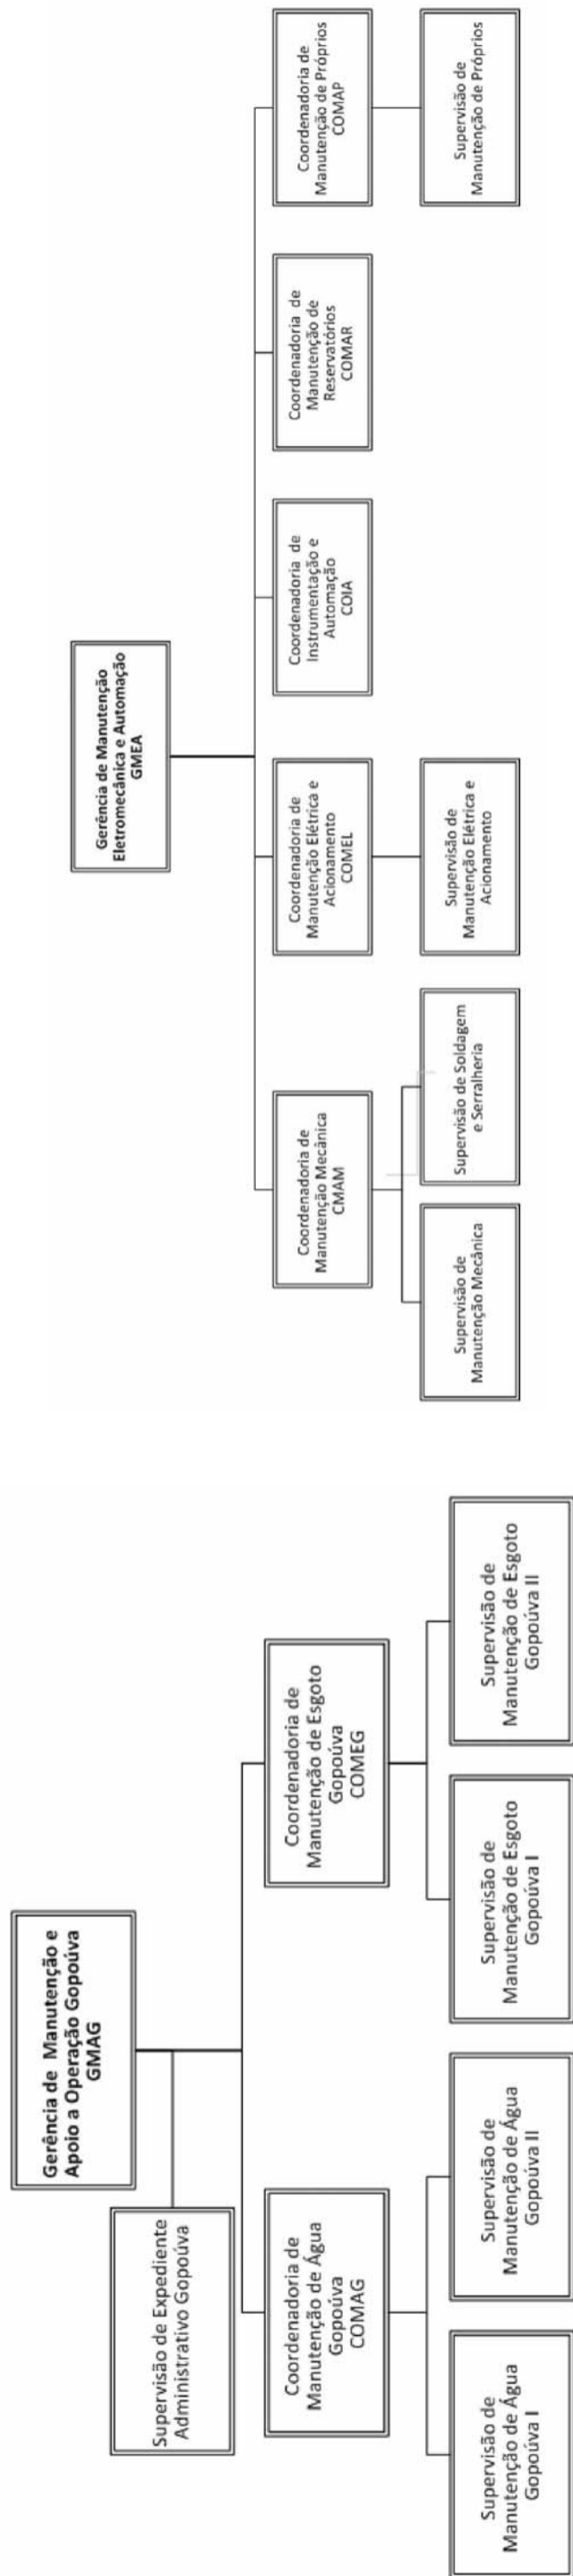 Gerência de Manutenção e
Apoio a Operação Gopoúva
GMAG
Supervisão de Expediente
Administrativo Gopoúva
Coordenadoria de
Manutenção de Água
Gopoúva
COMAG
Coordenadoria de
Manutenção de Esgoto
Gopoúva
COMEG
Supervisão de
Manutenção de Água
Gopoúva I
Supervisão de
Manutenção de Água
Gopoúva II
Supervisão de
Manutenção de Esgoto
Gopoúva I
Supervisão de
Manutenção de Esgoto
Gopoúva II
Gerência de Manutenção
Eletromecânica e Automação
GMEA
Coordenadoria de
Manutenção Mecânica
CMAM
Coordenadoria de
Manutenção Elétrica e
Acionamento
COMEL
Coordenadoria de
Instrumentação e
Automação
COIA
Coordenadoria de
Manutenção de
Reservatórios
COMAR
Coordenadoria de
Manutenção de Próprios
COMAP
Supervisão de
Manutenção Mecânica
Supervisão de Soldagem
e Serralheria
Supervisão de
Manutenção Elétrica e
Acionamento
Supervisão de
Manutenção de Próprios